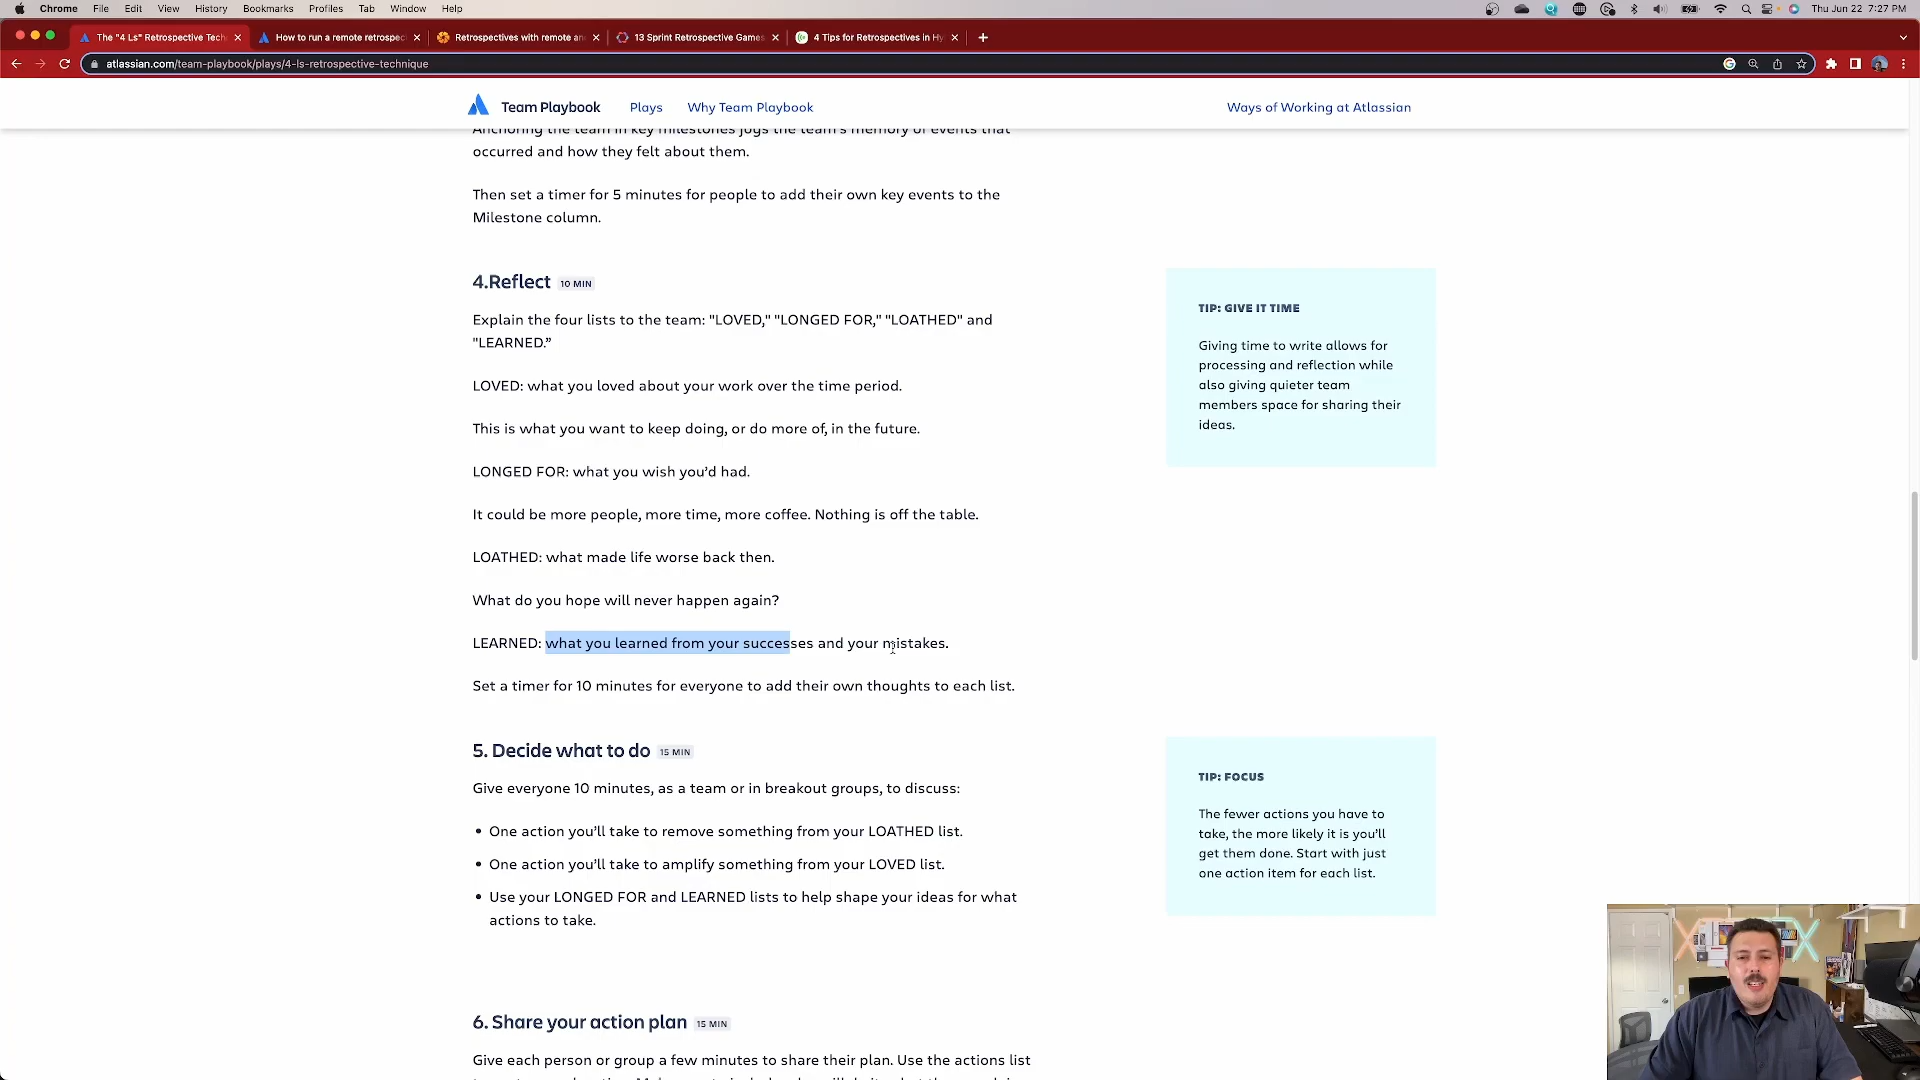 Chrome File Edit View History Bookmarks Profiles Tab Window Help Thu Jun 22 7:27 PM
The "4 Ls" Retrospective Tech How to run a remote retrospec Retrospectives with remote an 13 Sprint Retrospective Games 4 Tips for Retrospectives in Hy
atlassian.com/team-playbook/plays/4-ls-retrospective-technique
Team Playbook Plays Why Team Playbook Ways of Working at Atlassian
Anchoring the team in key milestones jogs the team's memory of events that
occurred and how they felt about them.
Then set a timer for 5 minutes for people to add their own key events to the
Milestone column.
4.Reflect 10 MIN
Explain the four lists to the team: "LOVED," "LONGED FOR," "LOATHED" and
"LEARNED.”
LOVED: what you loved about your work over the time period.
This is what you want to keep doing, or do more of, in the future.
LONGED FOR: what you wish you’d had.
It could be more people, more time, more coffee. Nothing is off the table.
LOATHED: what made life worse back then.
What do you hope will never happen again?
LEARNED: what you learned from your successes and your mistakes.
Set a timer for 10 minutes for everyone to add their own thoughts to each list.
TIP: GIVE IT TIME
Giving time to write allows for
processing and reflection while
also giving quieter team
members space for sharing their
ideas.
5. Decide what to do 15 MIN
Give everyone 10 minutes, as a team or in breakout groups, to discuss:
• One action you’ll take to remove something from your LOATHED list.
• One action you’ll take to amplify something from your LOVED list.
• Use your LONGED FOR and LEARNED lists to help shape your ideas for what
actions to take.
TIP: FOCUS
The fewer actions you have to
take, the more likely it is you’ll
get them done. Start with just
one action item for each list.
6. Share your action plan 15 MIN
Give each person or group a few minutes to share their plan. Use the actions list